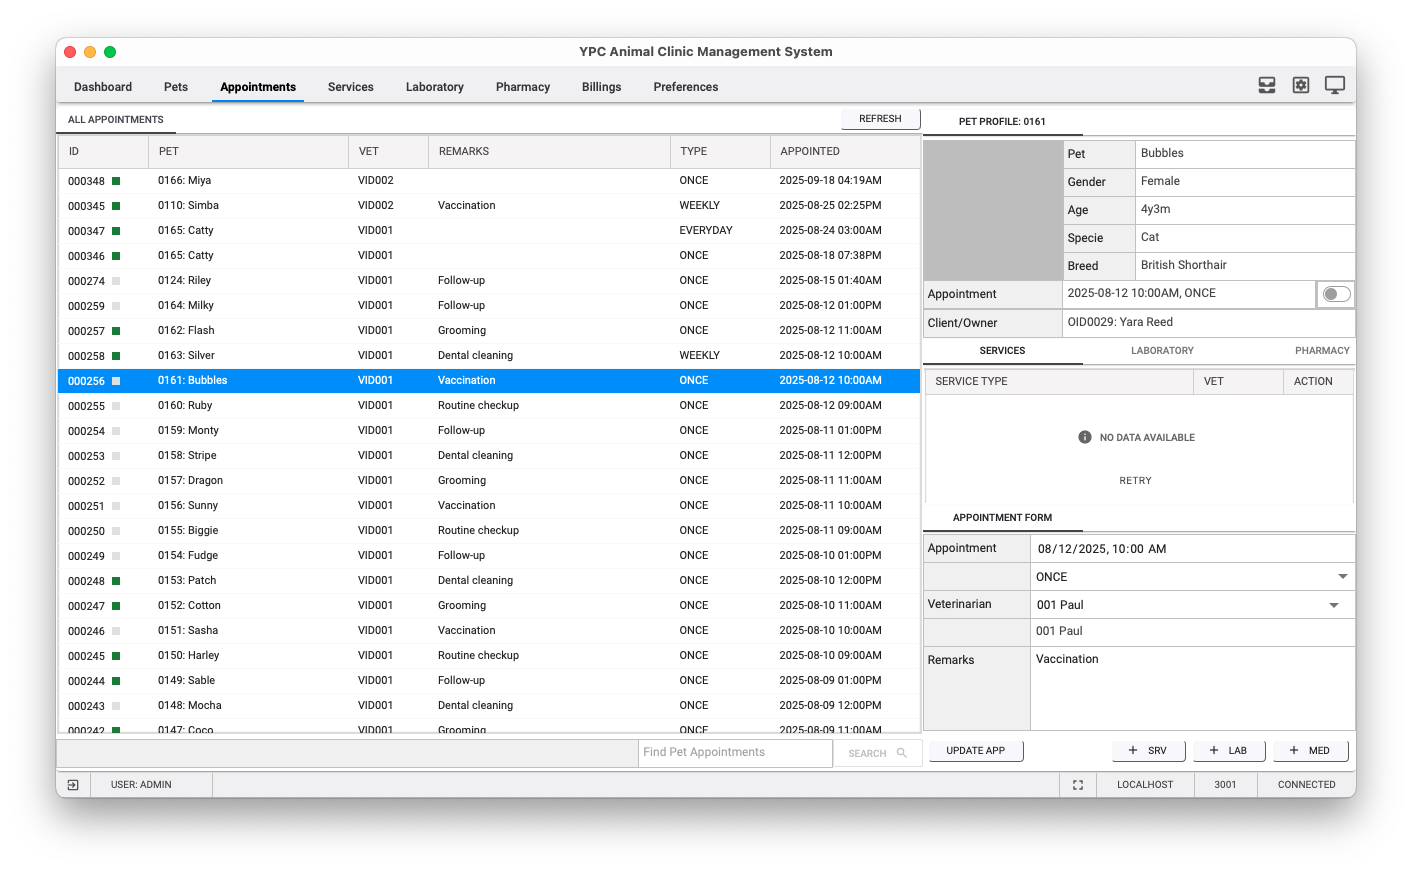 YPC Animal Clinic Management System
Dashboard Pets Appointments Services Laboratory Pharmacy Billings Preferences
ALL APPOINTMENTS REFRESH
ID PET VET REMARKS TYPE APPOINTED
000348 0166: Miya VID002 ONCE 2025-09-18 04:19AM
000345 0110: Simba VID002 Vaccination WEEKLY 2025-08-25 02:25PM
000347 0165: Catty VID001 EVERYDAY 2025-08-24 03:00AM
000346 0165: Catty VID001 ONCE 2025-08-18 07:38PM
000274 0124: Riley VID001 Follow-up ONCE 2025-08-15 01:40AM
000259 0164: Milky VID001 Follow-up ONCE 2025-08-12 01:00PM
000257 0162: Flash VID001 Grooming ONCE 2025-08-12 11:00AM
000258 0163: Silver VID001 Dental cleaning WEEKLY 2025-08-12 10:00AM
000256 0161: Bubbles VID001 Vaccination ONCE 2025-08-12 10:00AM
000255 0160: Ruby VID001 Routine checkup ONCE 2025-08-12 09:00AM
000254 0159: Monty VID001 Follow-up ONCE 2025-08-11 01:00PM
000253 0158: Stripe VID001 Dental cleaning ONCE 2025-08-11 12:00PM
000252 0157: Dragon VID001 Grooming ONCE 2025-08-11 11:00AM
000251 0156: Sunny VID001 Vaccination ONCE 2025-08-11 10:00AM
000250 0155: Biggie VID001 Routine checkup ONCE 2025-08-11 09:00AM
000249 0154: Fudge VID001 Follow-up ONCE 2025-08-10 01:00PM
000248 0153: Patch VID001 Dental cleaning ONCE 2025-08-10 12:00PM
000247 0152: Cotton VID001 Grooming ONCE 2025-08-10 11:00AM
000246 0151: Sasha VID001 Vaccination ONCE 2025-08-10 10:00AM
000245 0150: Harley VID001 Routine checkup ONCE 2025-08-10 09:00AM
000244 0149: Sable VID001 Follow-up ONCE 2025-08-09 01:00PM
000243 0148: Mocha VID001 Dental cleaning ONCE 2025-08-09 12:00PM
000242 0147: Coco VID001 Grooming ONCE 2025-08-09 11:00AM
Find Pet Appointments SEARCH
PET PROFILE: 0161
Pet Bubbles
Gender Female
Age 4y3m
Specie Cat
Breed British Shorthair
Appointment 2025-08-12 10:00AM, ONCE
Client/Owner OID0029: Yara Reed
SERVICES LABORATORY PHARMACY
SERVICE TYPE VET ACTION
NO DATA AVAILABLE
RETRY
APPOINTMENT FORM
Appointment 08/12/2025, 10:00 AM
ONCE
Veterinarian 001 Paul
001 Paul
Remarks Vaccination
UPDATE APP + SRV + LAB + MED
USER: ADMIN LOCALHOST 3001 CONNECTED